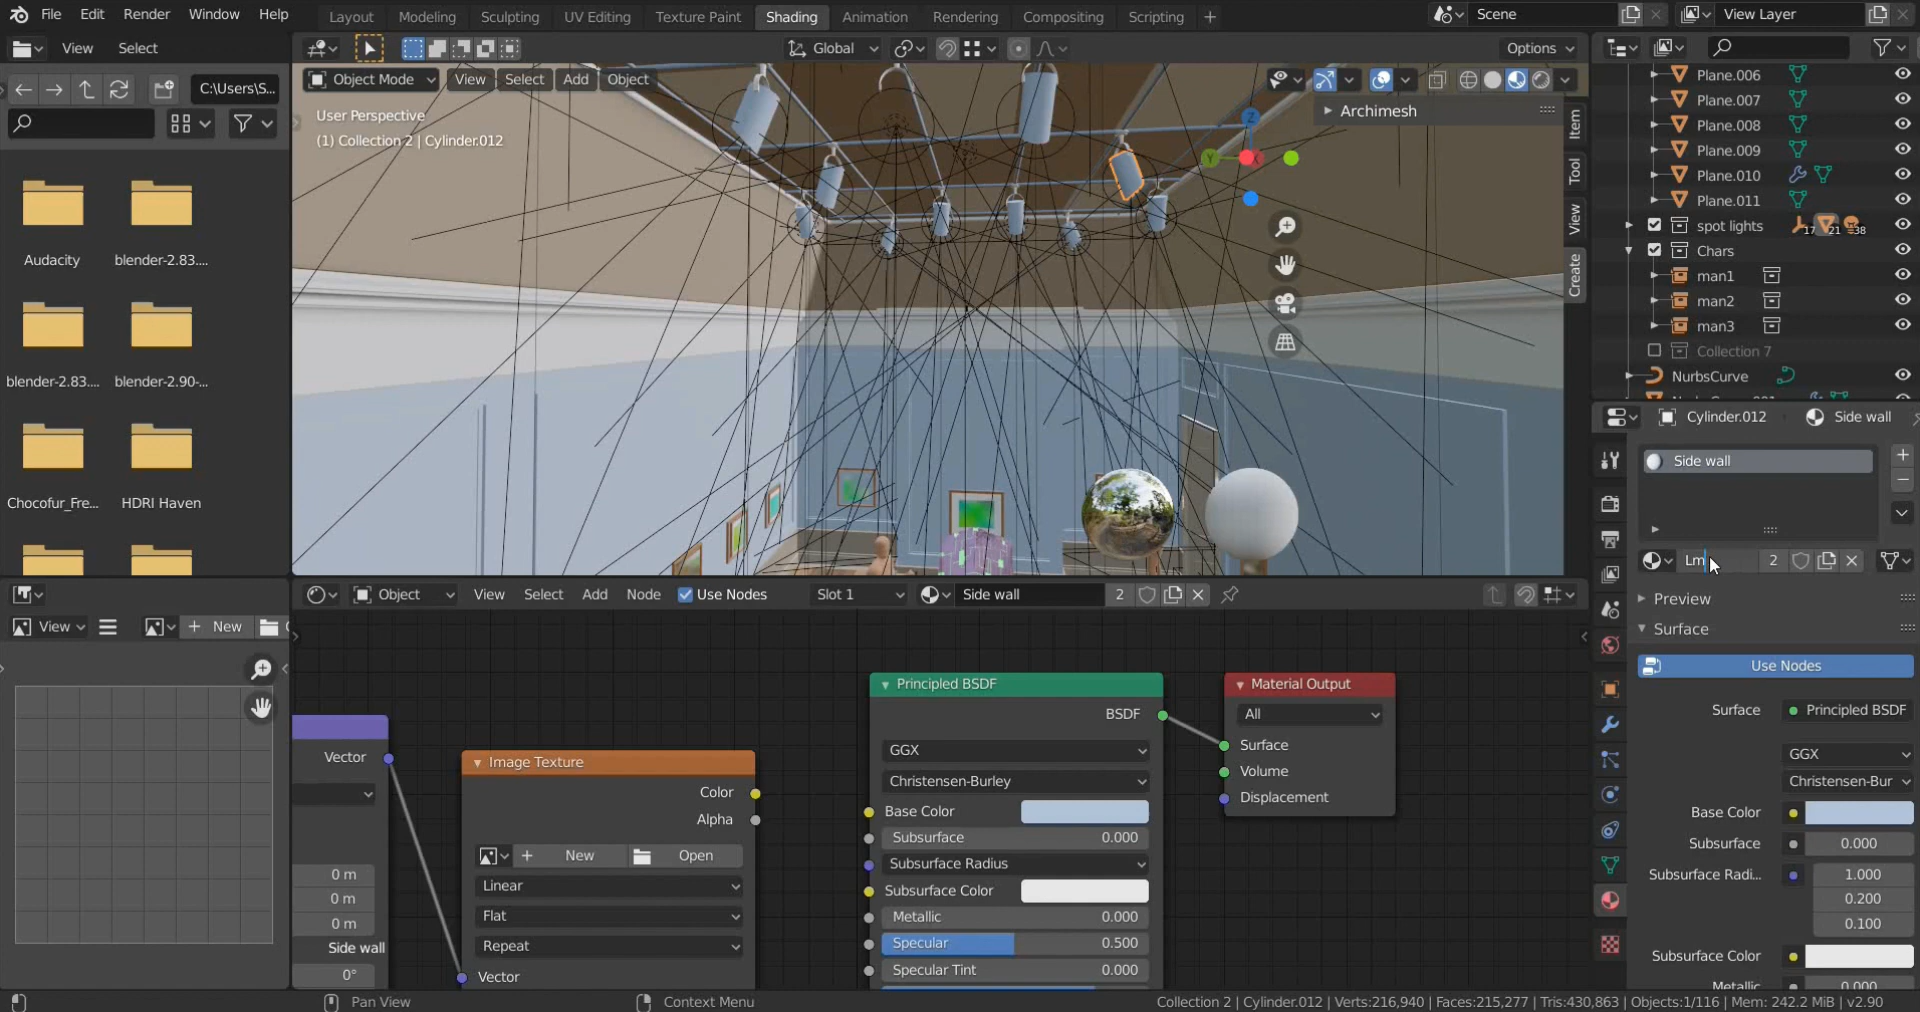 File Edit Render Window Help
Layout Modeling Sculpting UV Editing Texture Paint Shading Animation Rendering Compositing Scripting
Scene
View Layer
View Select
Global
Options
C:\Users\S...
Object Mode View Select Add Object
User Perspective
(1) Collection 2 | Cylinder.012
Archimesh
Item
Tool
View
Create
Z
Y
X
Audacity
blender-2.83....
blender-2.83....
blender-2.90-...
Chocofur_Fre...
HDRI Haven
Plane.006
Plane.007
Plane.008
Plane.009
Plane.010
Plane.011
spot lights 17 21 38
Chars
man1
man2
man3
Collection 7
NurbsCurve
Cylinder.012 Side wall
Side wall
Lm 2
Preview
Surface
Use Nodes
Surface Principled BSDF
GGX
Christensen-Bur
Base Color
Subsurface 0.000
Subsurface Radi... 1.000
0.200
0.100
Subsurface Color
Metallic 0.000
View New
Object View Select Add Node Use Nodes Slot 1 Side wall 2
Vector
0 m
0 m
0 m
Side wall
0°
Image Texture
Color
Alpha
New Open
Linear
Flat
Repeat
Vector
Principled BSDF
BSDF
GGX
Christensen-Burley
Base Color
Subsurface 0.000
Subsurface Radius
Subsurface Color
Metallic 0.000
Specular 0.500
Specular Tint 0.000
Material Output
All
Surface
Volume
Displacement
Pan View
Context Menu
Collection 2 | Cylinder.012 | Verts:216,940 | Faces:215,277 | Tris:430,863 | Objects:1/116 | Mem: 242.2 MiB | v2.90